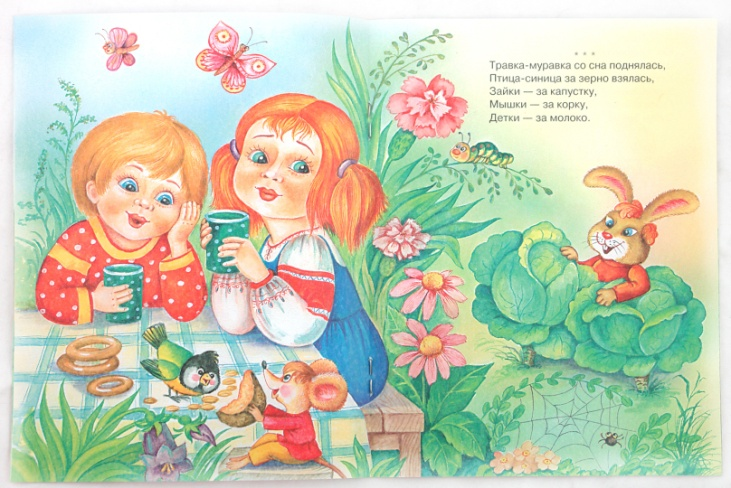 * * *
Травка-муравка со сна поднялась,
Птица-синица за зерно взялась,
Зайки — за капустку,
Мышки — за корку,
Детки — за молоко.